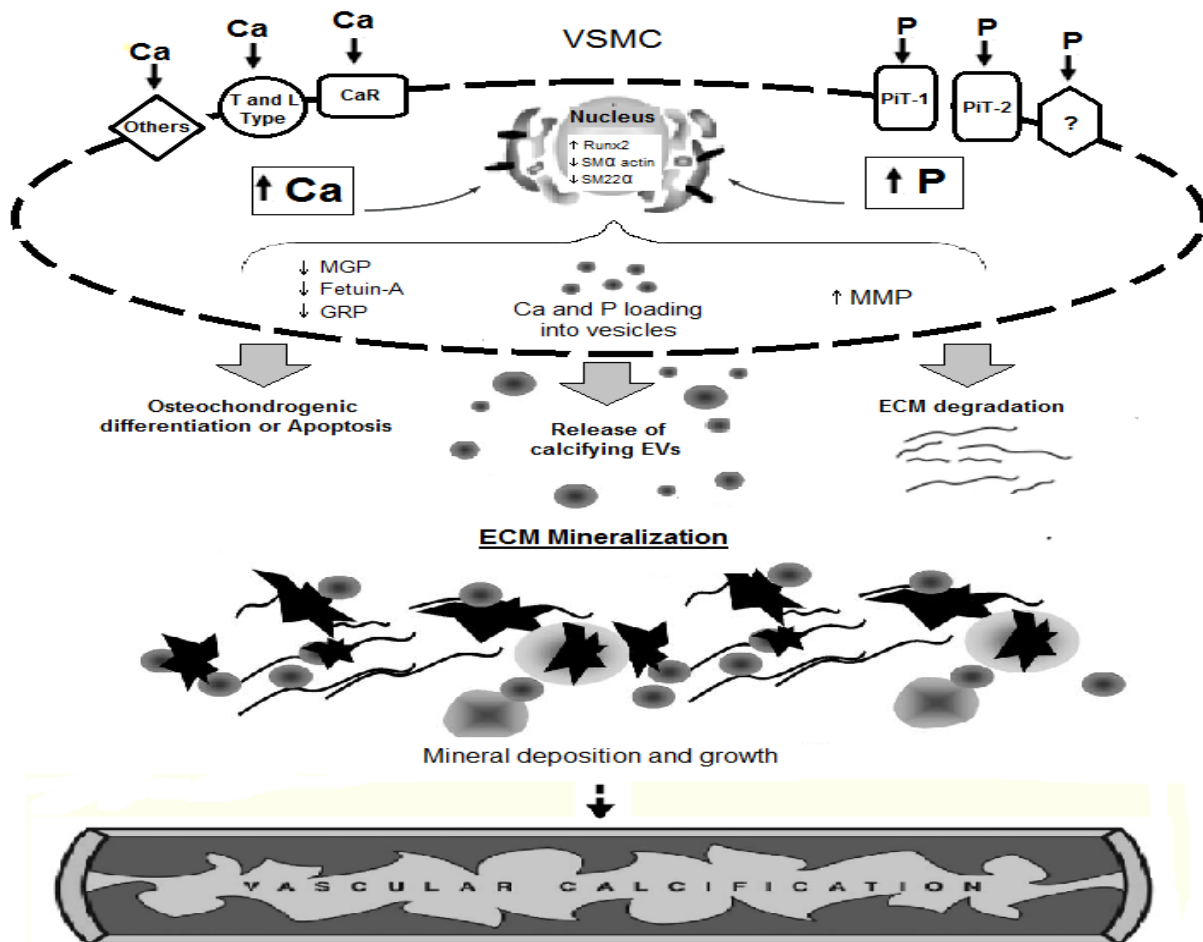 Ca
Ca
Ca
VSMC
P
P
P
Others
T and L
Type
CaR
PiT-1
PiT-2
?
Nucleus
↑ Runx2
↓ SMα actin
↓ SM22α
↑ Ca
↑ P
↓ MGP
↓ Fetuin-A
↓ GRP
Ca and P loading
into vesicles
↑ MMP
Osteochondrogenic
differentiation or Apoptosis
Release of
calcifying EVs
ECM degradation
ECM Mineralization
Mineral deposition and growth
VASCULAR CALCIFICATION